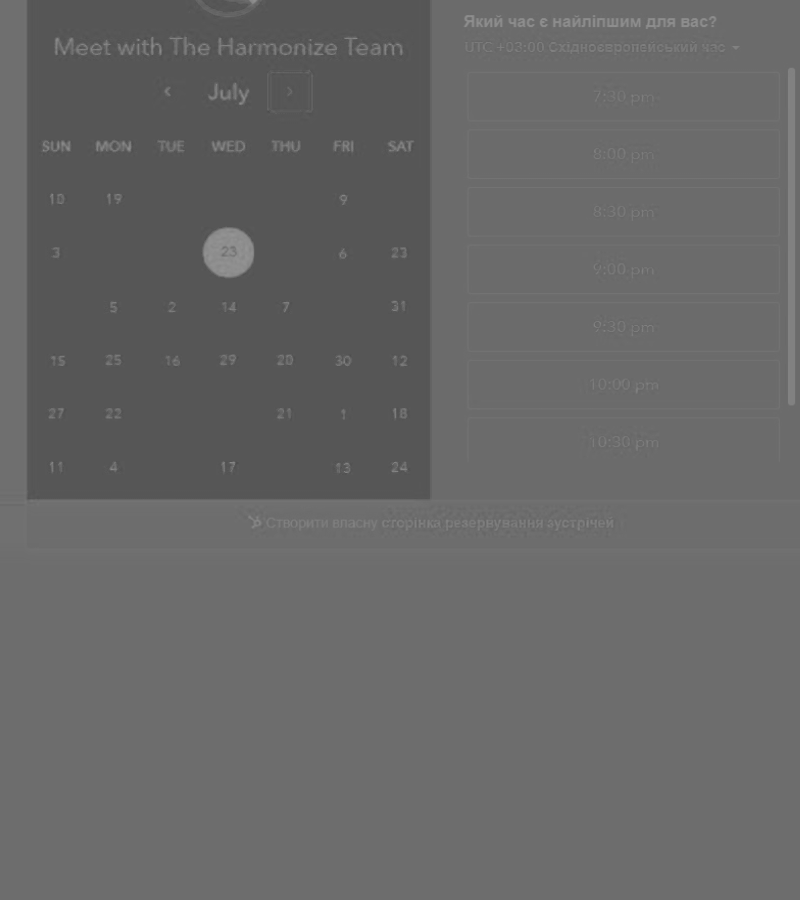 Meet with The Harmonize Team
July
SUN MON TUE WED THU FRI SAT
10 19 9
3 23 6 23
5 2 14 7 31
15 25 16 29 20 30 12
27 22 21 1 18
11 4 17 13 24
Який час є найліпшим для вас?
UTC +03:00 Східноєвропейський час
7:30 pm
8:00 pm
8:30 pm
9:00 pm
9:30 pm
10:00 pm
10:30 pm
Створити власну сторінка резервування зустрічей